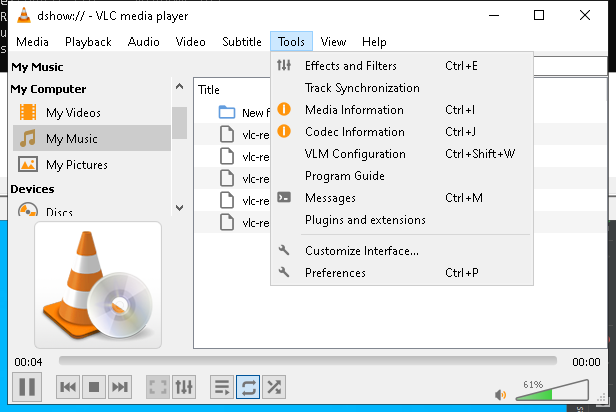 dshow:// - VLC media player
Media Playback Audio Video Subtitle Tools View Help
My Music
My Computer
My Videos
My Music
My Pictures
Devices
Discs
Title
New f
vlc-re
vlc-re
vlc-re
vlc-re
vlc-re
Effects and Filters Ctrl+E
Track Synchronization
Media Information Ctrl+I
Codec Information Ctrl+J
VLM Configuration Ctrl+Shift+W
Program Guide
Messages Ctrl+M
Plugins and extensions
Customize Interface...
Preferences Ctrl+P
00:04 00:00
61%